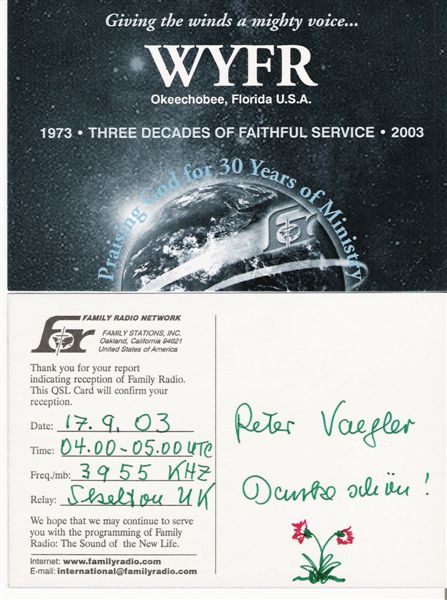 Giving the winds a mighty voice...
WYFR
Okeechobee, Florida U.S.A.
1973 • THREE DECADES OF FAITHFUL SERVICE • 2003
Praising God for 30 Years of Ministry
fsr
FAMILY RADIO NETWORK
fsr
FAMILY STATIONS, INC.
Oakland, California 94621
United States of America
Thank you for your report
indicating reception of Family Radio.
This QSL Card will confirm your
reception.
Date: 17.9.03
Time: 04.00-05.00 UTC
Freq./mb: 3955 KHZ
Relay: Skelton UK
We hope that we may continue to serve
you with the programming of Family
Radio: The Sound of the New Life.
Internet: www.familyradio.com
E-mail: international@familyradio.com
Peter Vaegler
Danke schön!